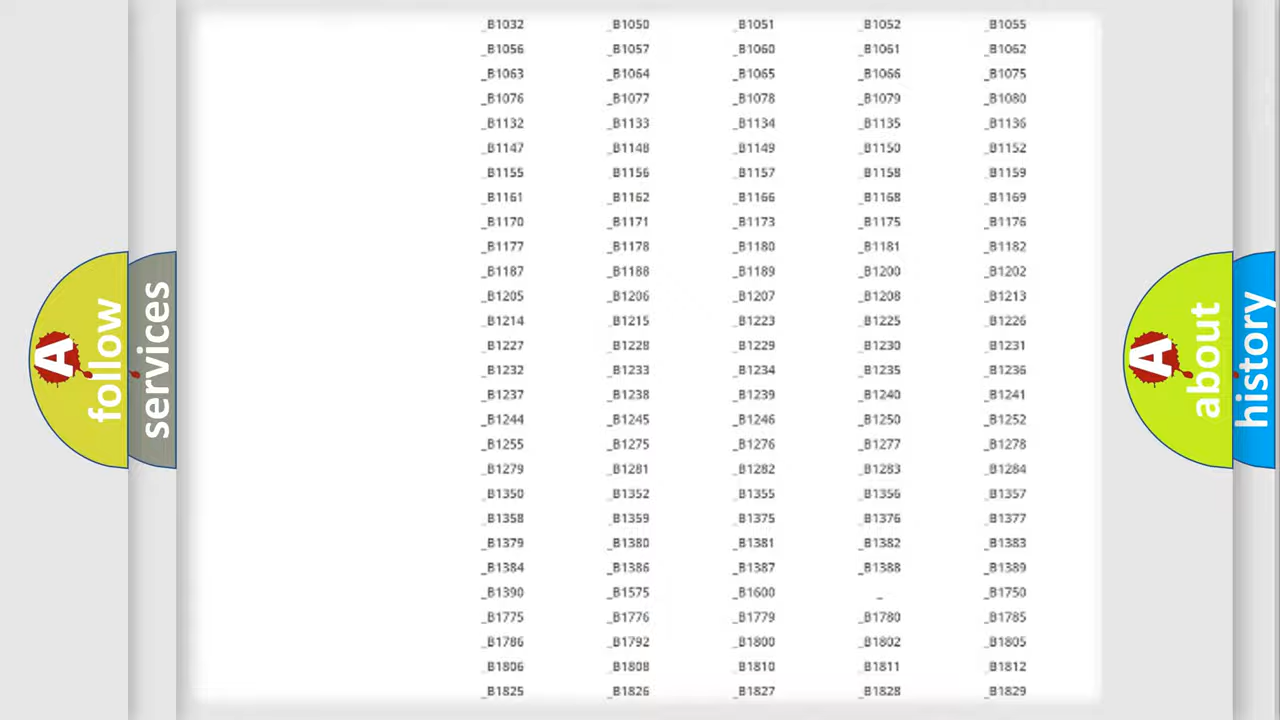 _B1032 _B1050 _B1051 _B1052 _B1055
_B1056 _B1057 _B1060 _B1061 _B1062
_B1063 _B1064 _B1065 _B1066 _B1075
_B1076 _B1077 _B1078 _B1079 _B1080
_B1132 _B1133 _B1134 _B1135 _B1136
_B1147 _B1148 _B1149 _B1150 _B1152
_B1155 _B1156 _B1157 _B1158 _B1159
_B1161 _B1162 _B1166 _B1168 _B1169
_B1170 _B1171 _B1173 _B1175 _B1176
_B1177 _B1178 _B1180 _B1181 _B1182
_B1187 _B1188 _B1189 _B1200 _B1202
_B1205 _B1206 _B1207 _B1208 _B1213
_B1214 _B1215 _B1223 _B1225 _B1226
_B1227 _B1228 _B1229 _B1230 _B1231
_B1232 _B1233 _B1234 _B1235 _B1236
_B1237 _B1238 _B1239 _B1240 _B1241
_B1244 _B1245 _B1246 _B1250 _B1252
_B1255 _B1275 _B1276 _B1277 _B1278
_B1279 _B1281 _B1282 _B1283 _B1284
_B1350 _B1352 _B1355 _B1356 _B1357
_B1358 _B1359 _B1375 _B1376 _B1377
_B1379 _B1380 _B1381 _B1382 _B1383
_B1384 _B1386 _B1387 _B1388 _B1389
_B1390 _B1575 _B1600 _ _B1750
_B1775 _B1776 _B1779 _B1780 _B1785
_B1786 _B1792 _B1800 _B1802 _B1805
_B1806 _B1808 _B1810 _B1811 _B1812
_B1825 _B1826 _B1827 _B1828 _B1829
A follow
services
A about
history